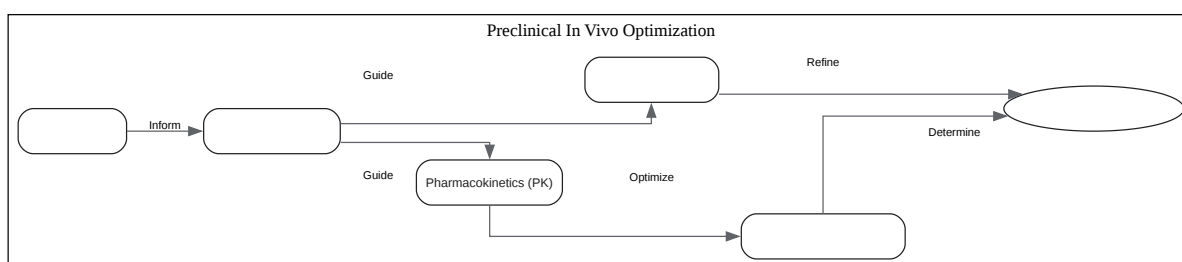 Preclinical In Vivo Optimization
Guide
Refine
Inform
Determine
Guide
Pharmacokinetics (PK)
Optimize